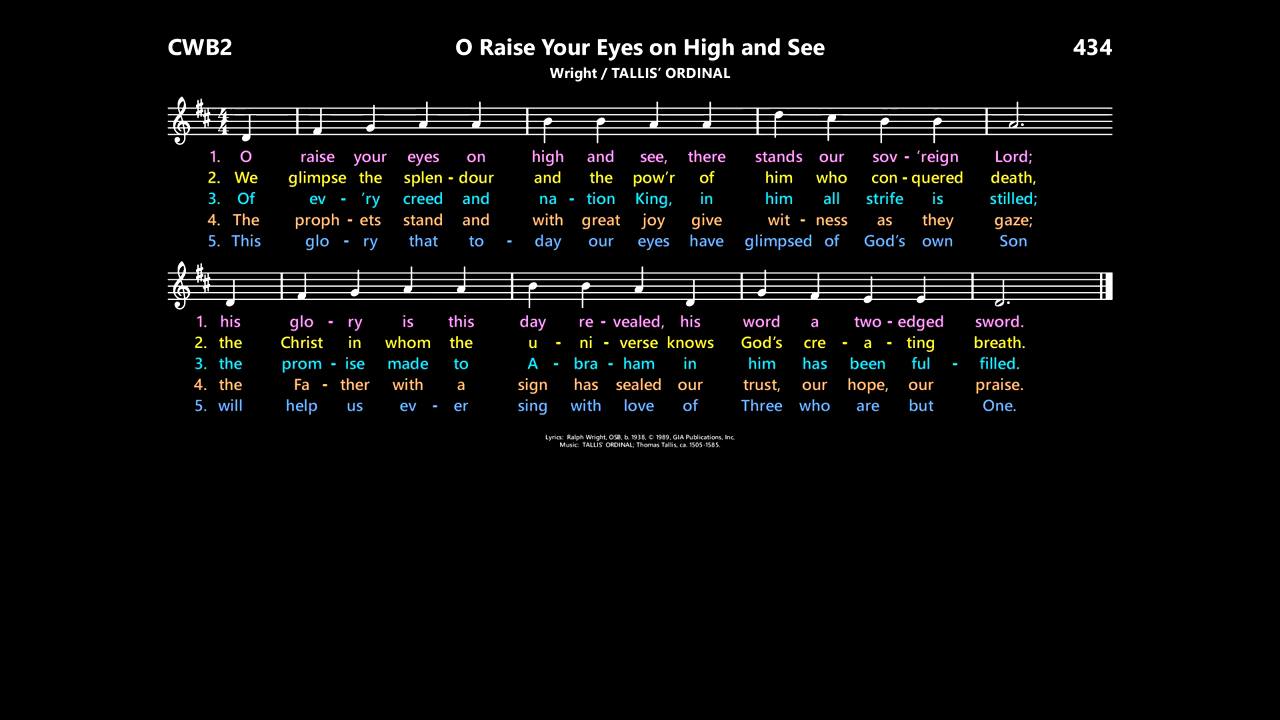 CWB2 O Raise Your Eyes on High and See 434
Wright / TALLIS’ ORDINAL
4/4
1. O raise your eyes on high and see, there stands our sov - ’reign Lord;
2. We glimpse the splen - dour and the pow’r of him who con - quered death,
3. Of ev - ’ry creed and na - tion King, in him all strife is stilled;
4. The proph - ets stand and with great joy give wit - ness as they gaze;
5. This glo - ry that to - day our eyes have glimpsed of God’s own Son
1. his glo - ry is this day re - vealed, his word a two - edged sword.
2. the Christ in whom the u - ni - verse knows God’s cre - a - ting breath.
3. the prom - ise made to A - bra - ham in him has been ful - filled.
4. the Fa - ther with a sign has sealed our trust, our hope, our praise.
5. will help us ev - er sing with love of Three who are but One.
Lyrics: Ralph Wright, OSB, b. 1938, © 1989, GIA Publications, Inc.
Music: TALLIS’ ORDINAL; Thomas Tallis, ca. 1505-1585.